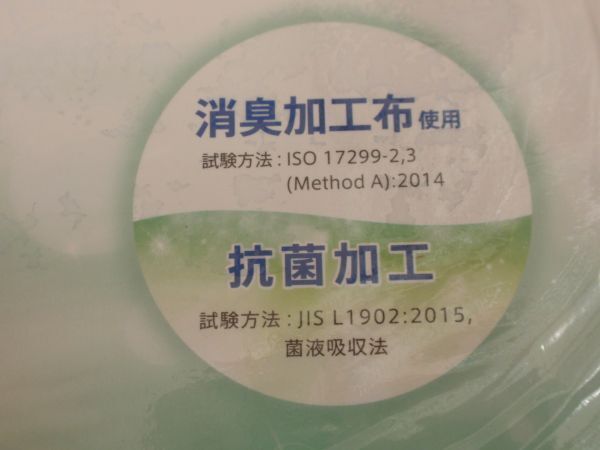 消臭加工布使用
試験方法:ISO 17299-2,3
(Method A):2014
抗菌加工
試験方法:JIS L1902:2015,
菌液吸収法